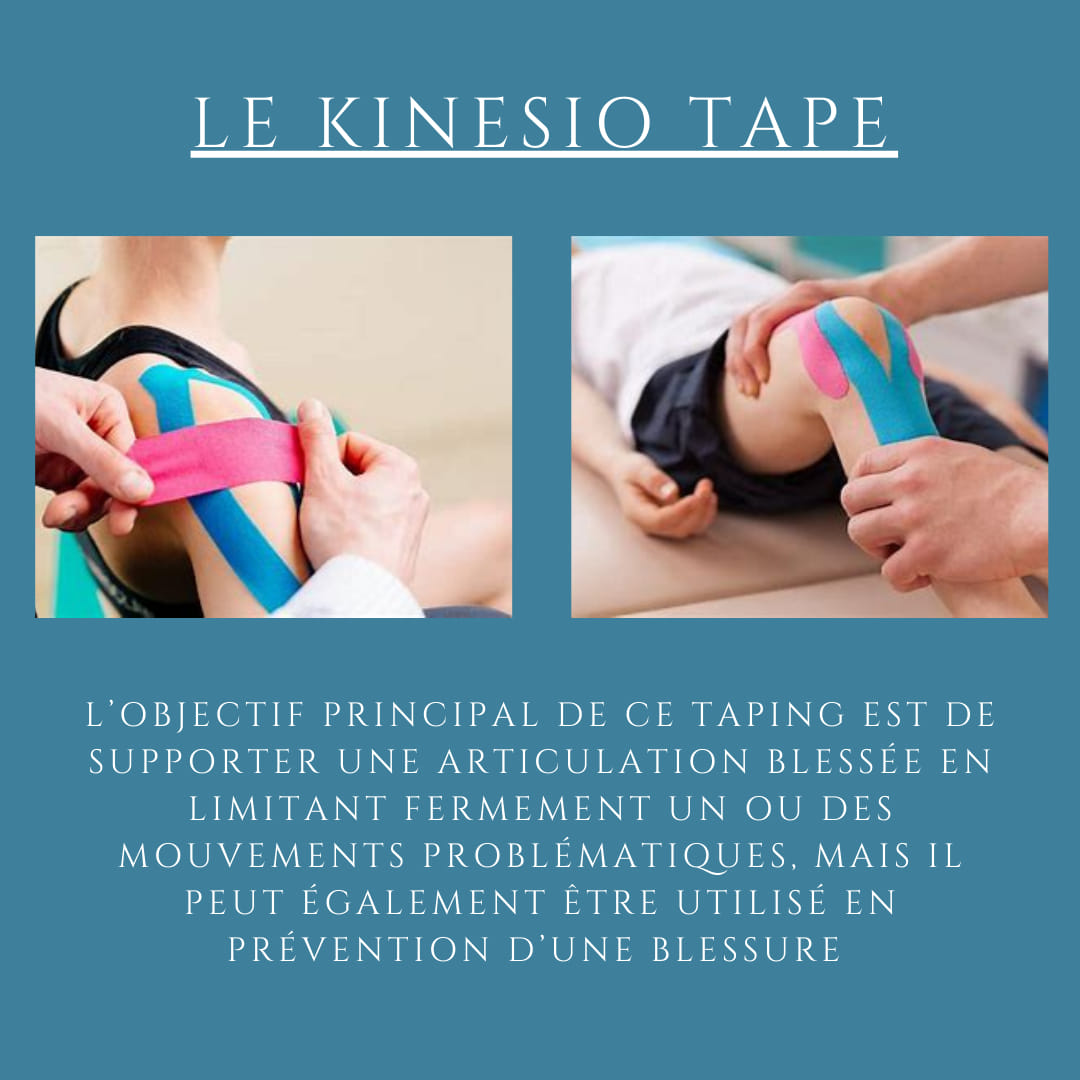 LE KINESIO TAPE
L’OBJECTIF PRINCIPAL DE CE TAPING EST DE
SUPPORTER UNE ARTICULATION BLESSÉE EN
LIMITANT FERMEMENT UN OU DES
MOUVEMENTS PROBLÉMATIQUES, MAIS IL
PEUT ÉGALEMENT ÊTRE UTILISÉ EN
PRÉVENTION D’UNE BLESSURE